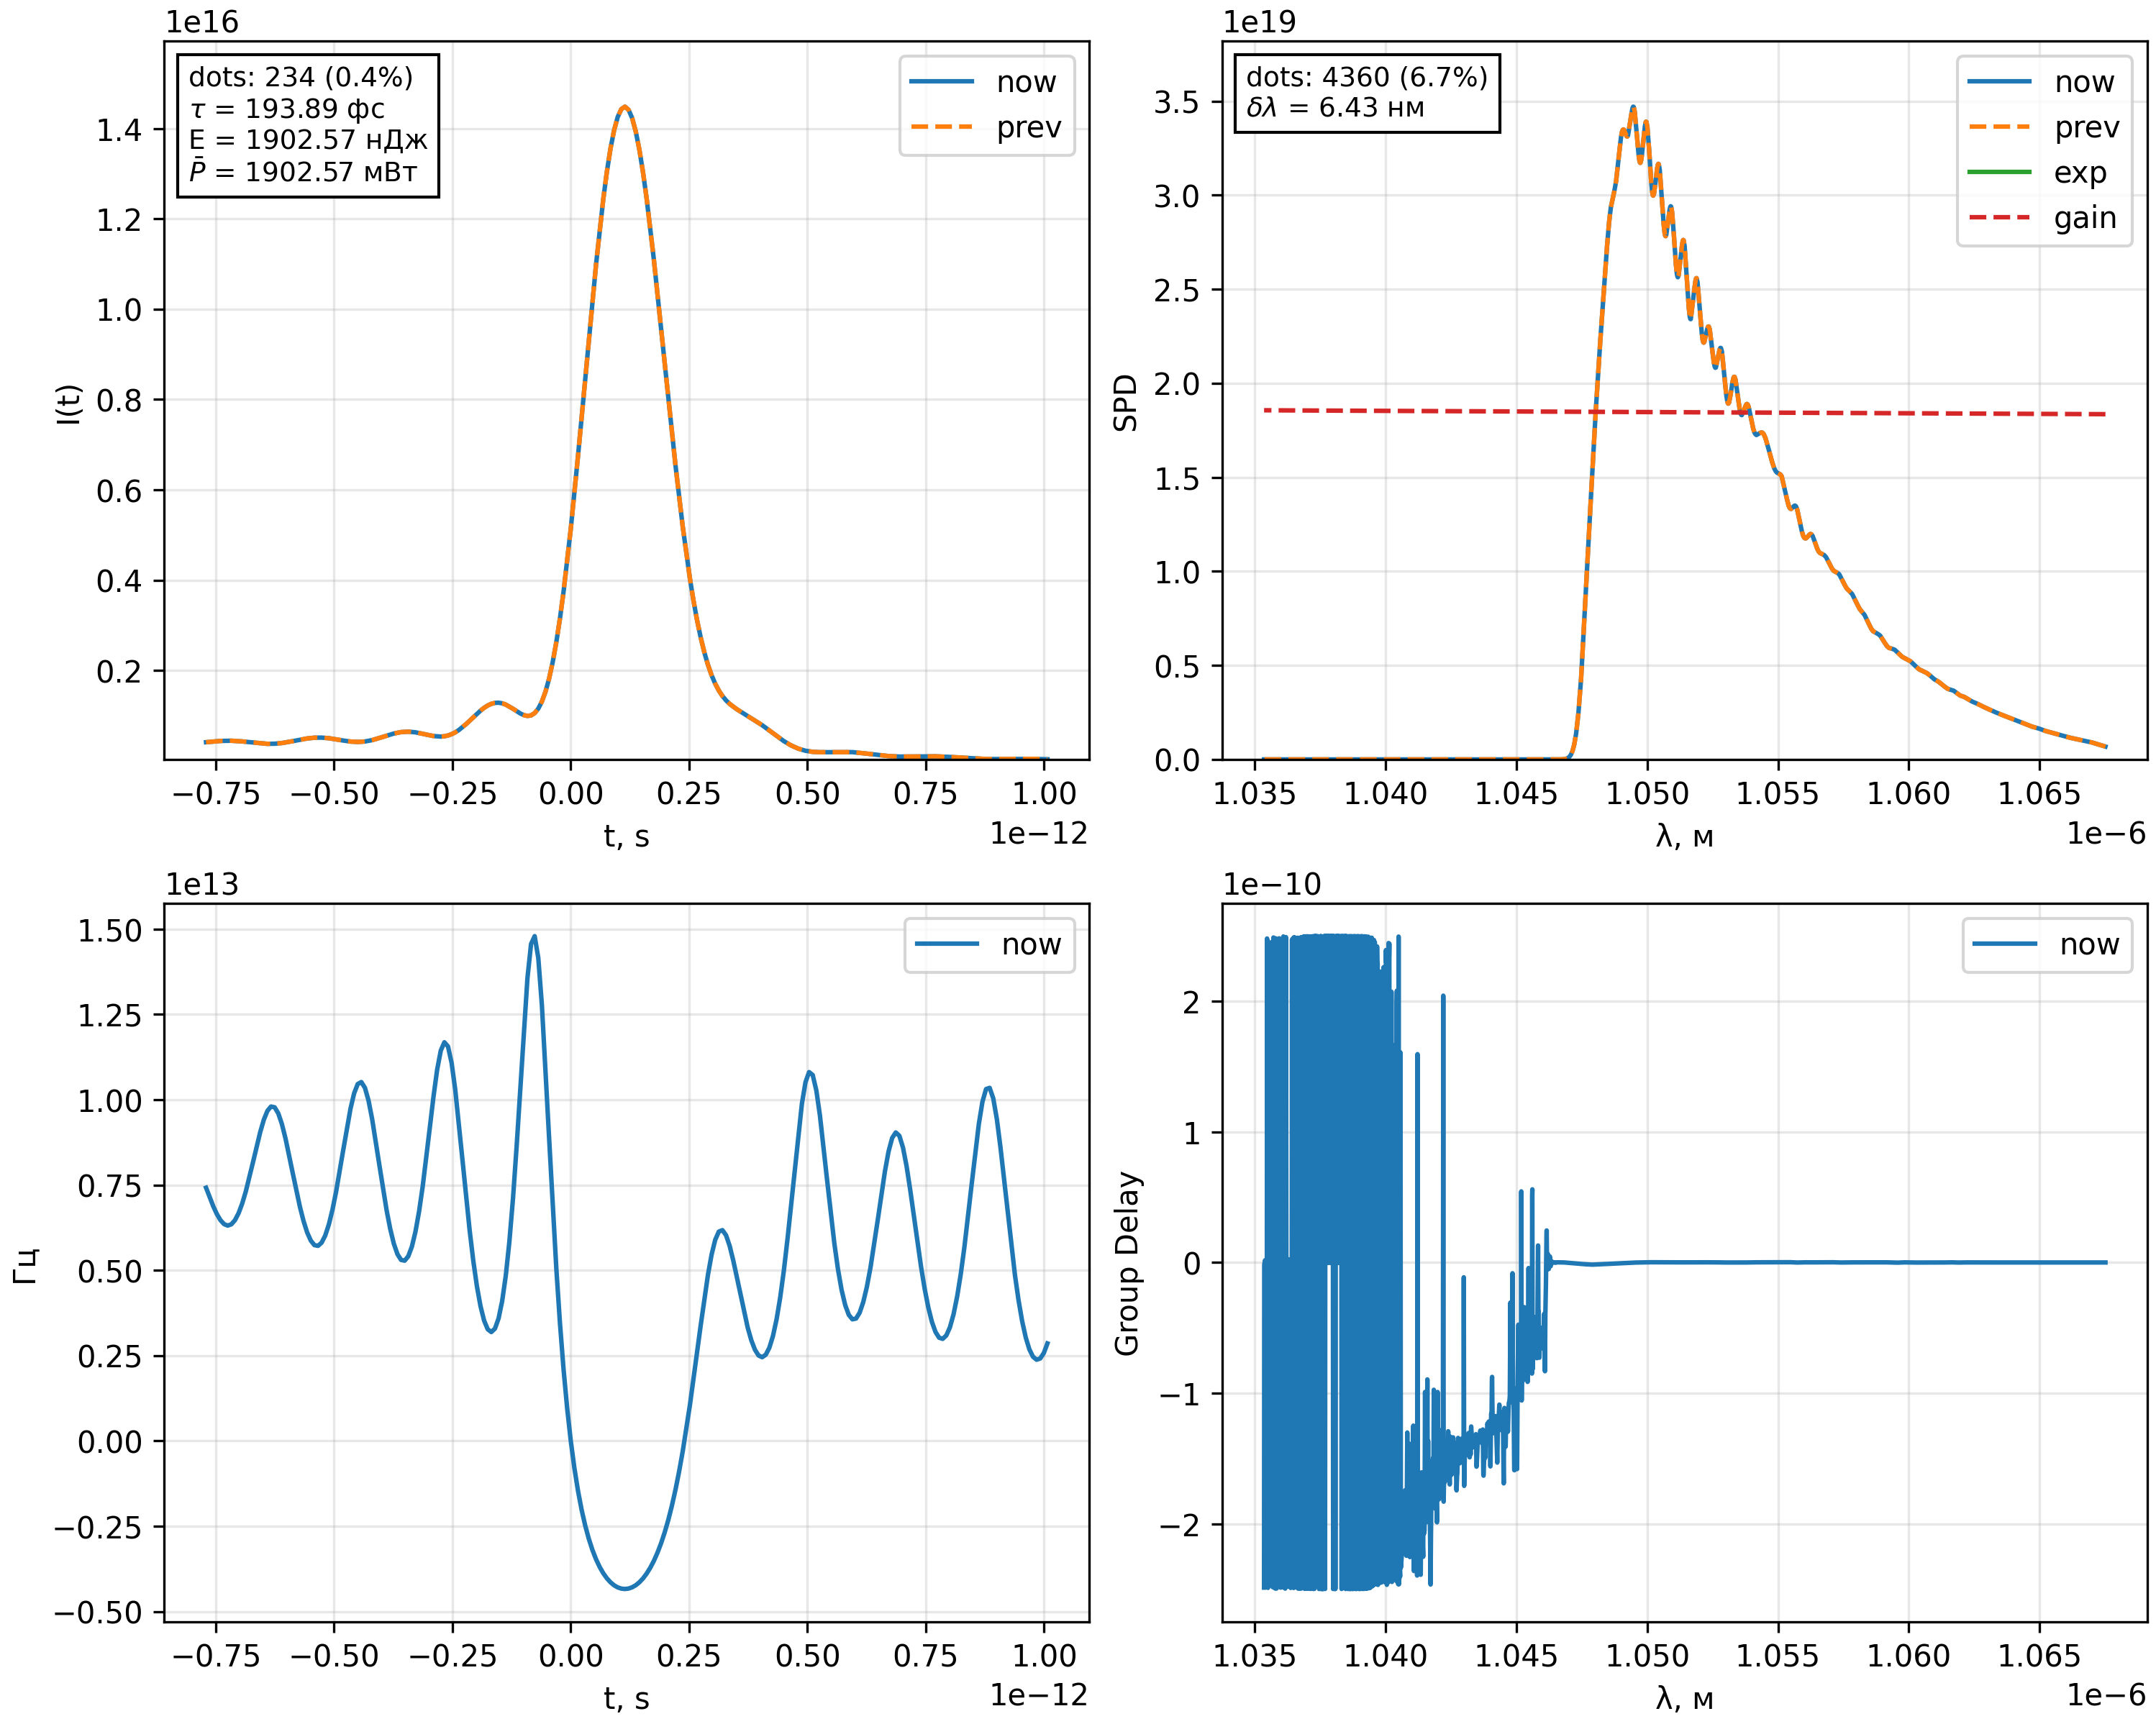 1e16
dots: 234 (0.4%)
τ = 193.89 фс
E = 1902.57 нДж
P̄ = 1902.57 мВт
now
prev
I(t)
1.4
1.2
1.0
0.8
0.6
0.4
0.2
−0.75 −0.50 −0.25 0.00 0.25 0.50 0.75 1.00
t, s
1e−12
1e19
dots: 4360 (6.7%)
δλ = 6.43 нм
now
prev
exp
gain
SPD
3.5
3.0
2.5
2.0
1.5
1.0
0.5
0.0
1.035 1.040 1.045 1.050 1.055 1.060 1.065
λ, м
1e−6
1e13
now
Гц
1.50
1.25
1.00
0.75
0.50
0.25
0.00
−0.25
−0.50
−0.75 −0.50 −0.25 0.00 0.25 0.50 0.75 1.00
t, s
1e−12
1e−10
now
Group Delay
2
1
0
−1
−2
1.035 1.040 1.045 1.050 1.055 1.060 1.065
λ, м
1e−6